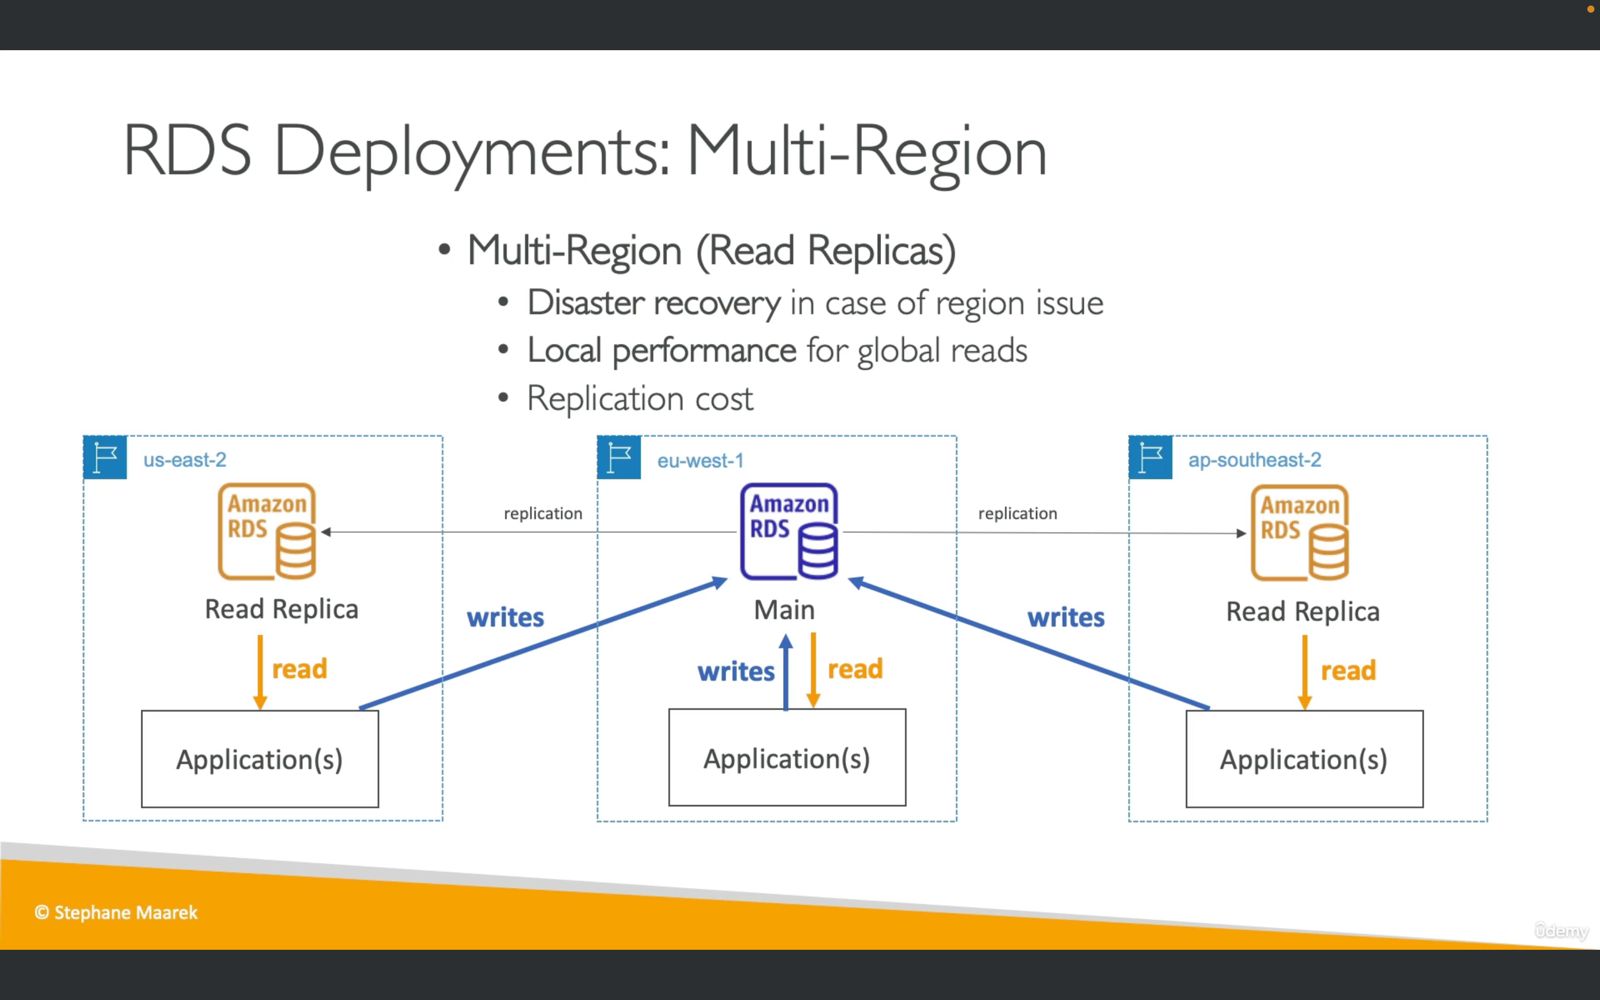 RDS Deployments: Multi-Region
• Multi-Region (Read Replicas)
• Disaster recovery in case of region issue
• Local performance for global reads
• Replication cost
us-east-2
Amazon
RDS
Read Replica
read
Application(s)
replication
writes
eu-west-1
Amazon
RDS
Main
writes
read
Application(s)
replication
writes
ap-southeast-2
Amazon
RDS
Read Replica
read
Application(s)
© Stephane Maarek
ûdemy